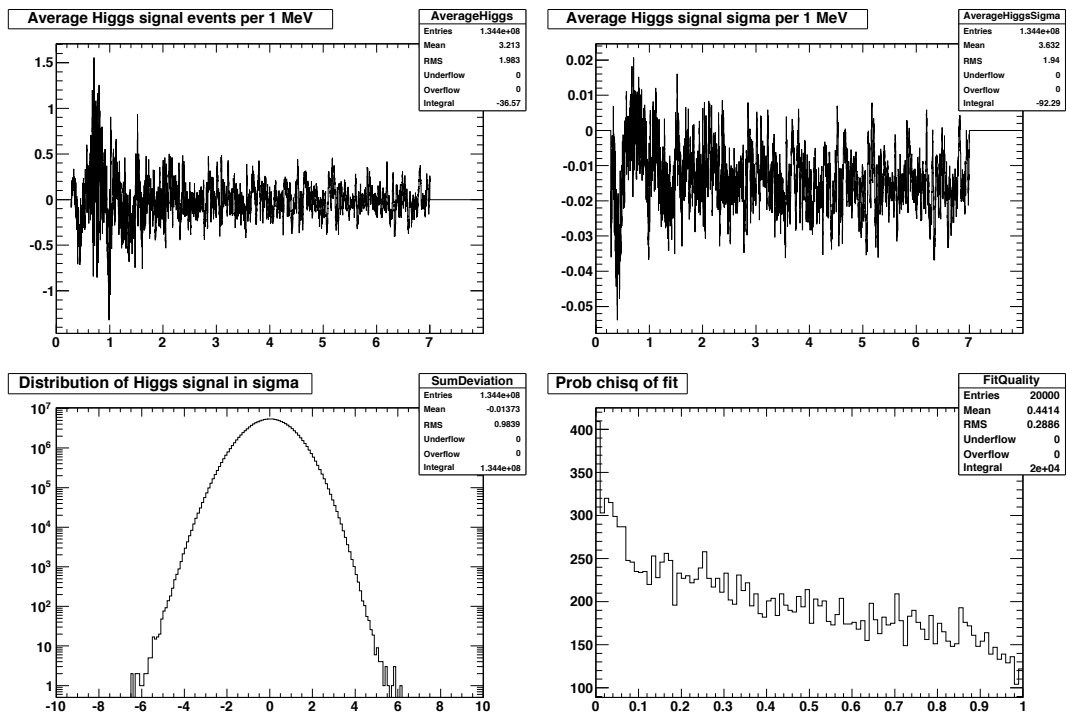 Average Higgs signal events per 1 MeV
AverageHiggs
Entries 1.344e+08
Mean 3.213
RMS 1.983
Underflow 0
Overflow 0
Integral -36.57
1.5
1
0.5
0
-0.5
-1
0 1 2 3 4 5 6 7
Average Higgs signal sigma per 1 MeV
AverageHiggsSigma
Entries 1.344e+08
Mean 3.632
RMS 1.94
Underflow 0
Overflow 0
Integral -92.29
0.02
0.01
0
-0.01
-0.02
-0.03
-0.04
-0.05
0 1 2 3 4 5 6 7
Distribution of Higgs signal in sigma
SumDeviation
Entries 1.344e+08
Mean -0.01373
RMS 0.9839
Underflow 0
Overflow 0
Integral 1.344e+08
10^7
10^6
10^5
10^4
10^3
10^2
10
1
-10 -8 -6 -4 -2 0 2 4 6 8 10
Prob chisq of fit
FitQuality
Entries 20000
Mean 0.4414
RMS 0.2886
Underflow 0
Overflow 0
Integral 2e+04
400
350
300
250
200
150
100
0 0.1 0.2 0.3 0.4 0.5 0.6 0.7 0.8 0.9 1